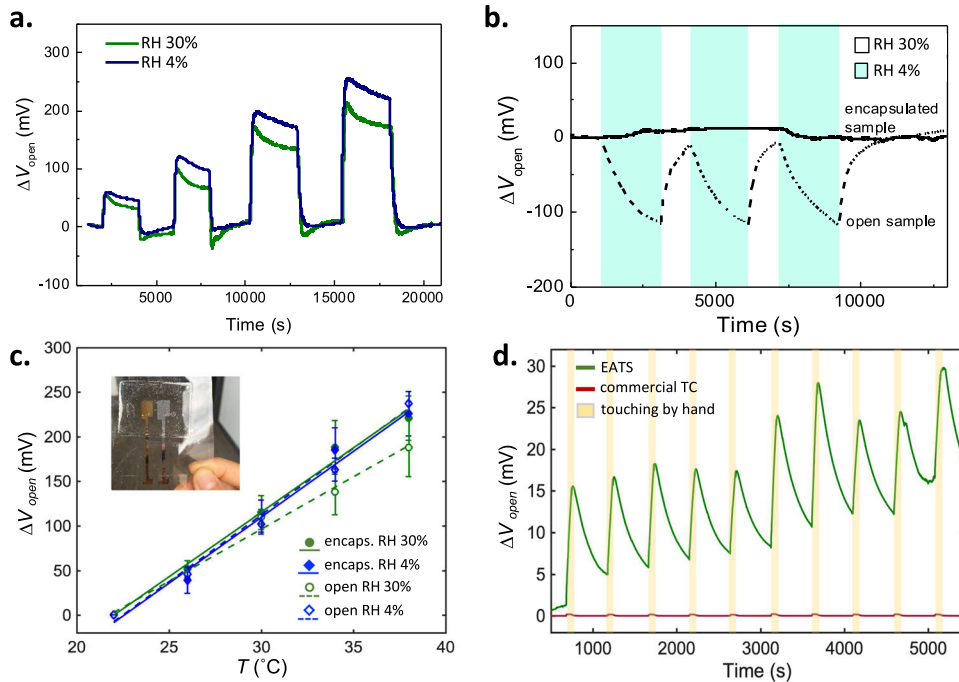 a.
RH 30%
RH 4%
300
200
100
0
-100
5000
10000
15000
20000
ΔVopen (mV)
Time (s)
b.
RH 30%
RH 4%
encapsulated
sample
open sample
100
0
-100
-200
0
5000
10000
ΔVopen (mV)
Time (s)
c.
300
250
200
150
100
50
0
20
25
30
35
40
ΔVopen (mV)
T (°C)
encaps. RH 30%
encaps. RH 4%
open RH 30%
open RH 4%
d.
EATS
commercial TC
touching by hand
30
25
20
15
10
5
0
1000
2000
3000
4000
5000
ΔVopen (mV)
Time (s)